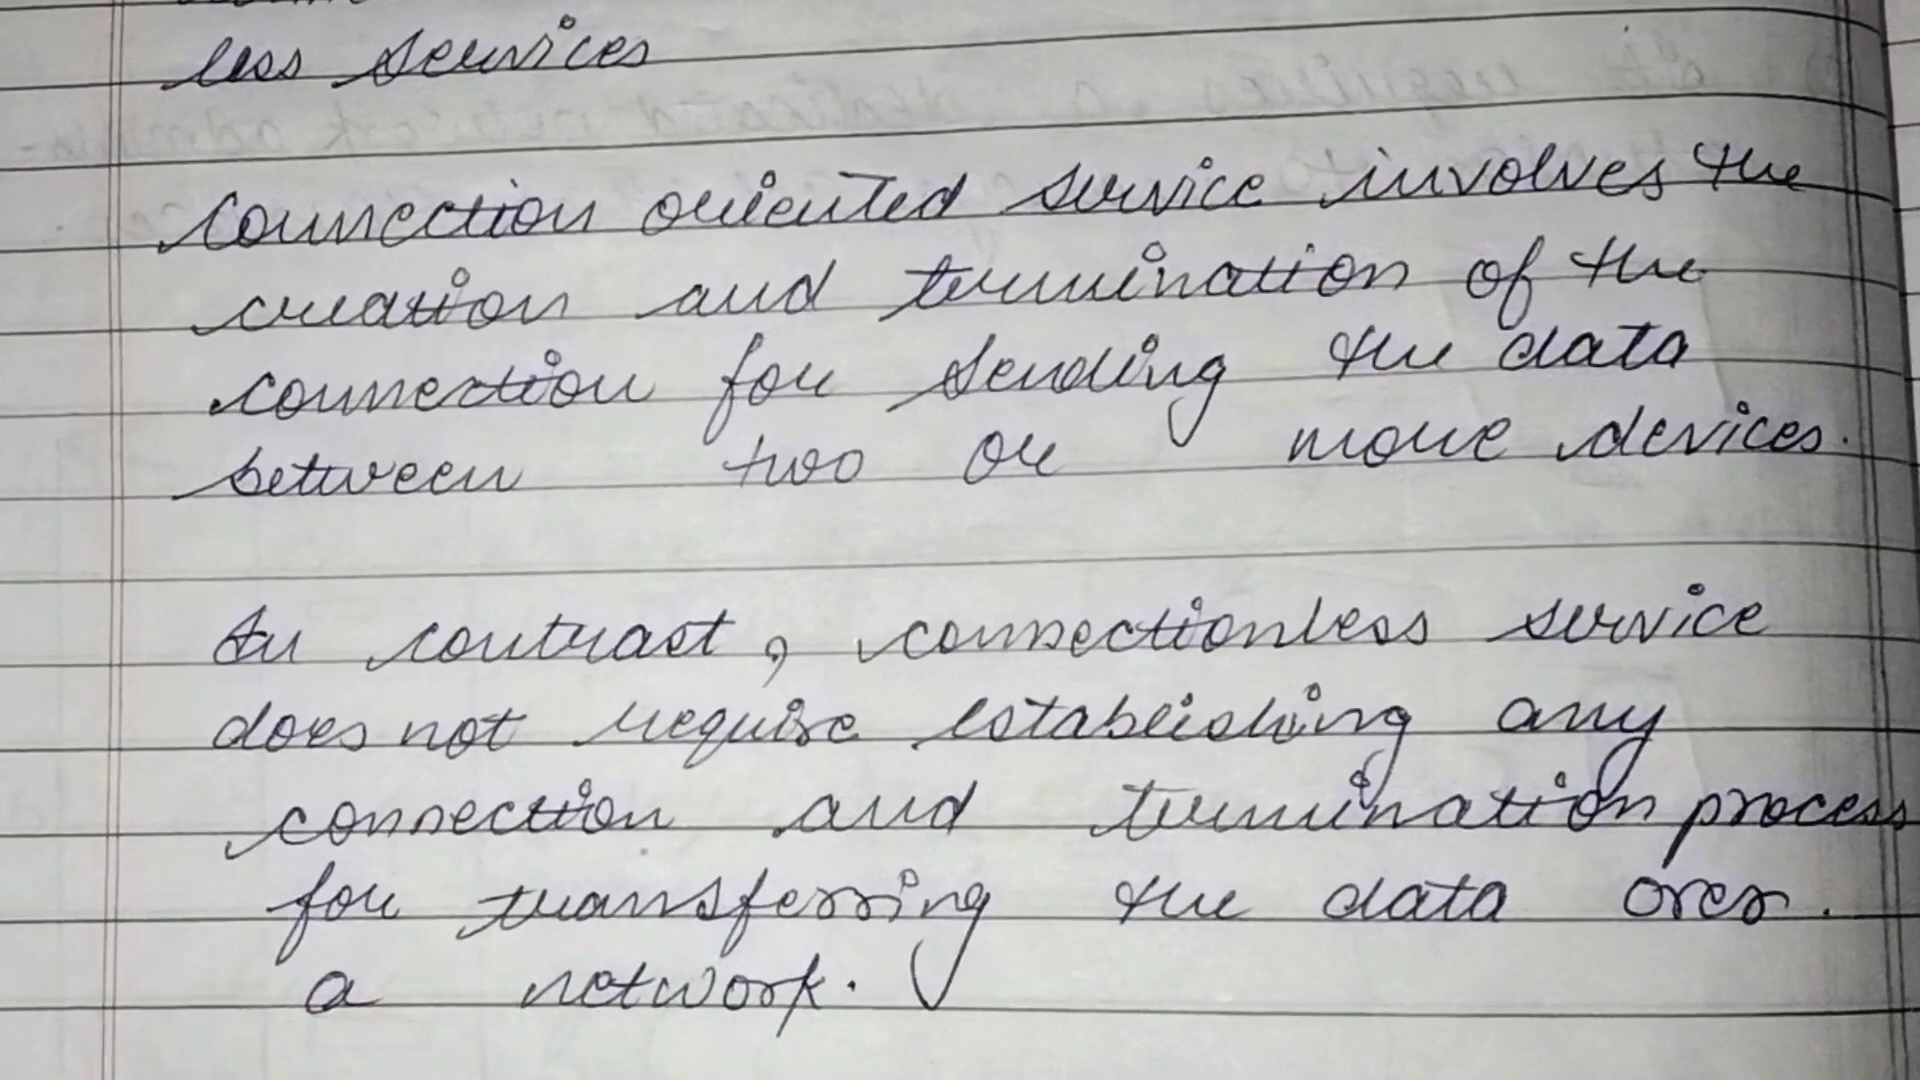 less services
Connection oriented service involves the
creation and termination of the
connection for sending the data
between two or more devices.
In contrast, connectionless service
does not require establishing any
connection and termination process
for transferring the data over.
a network.